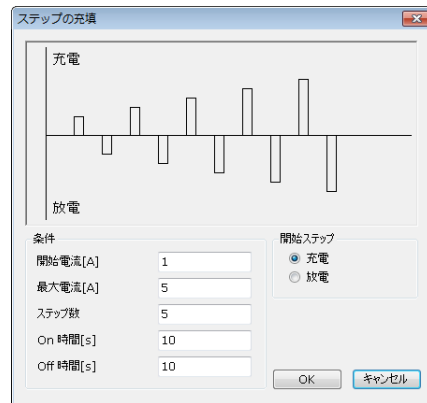 ステップの充填
充電
放電
条件
開始電流[A] 1
最大電流[A] 5
ステップ数 5
On 時間[s] 10
Off 時間[s] 10
開始ステップ
充電
放電
OK キャンセル